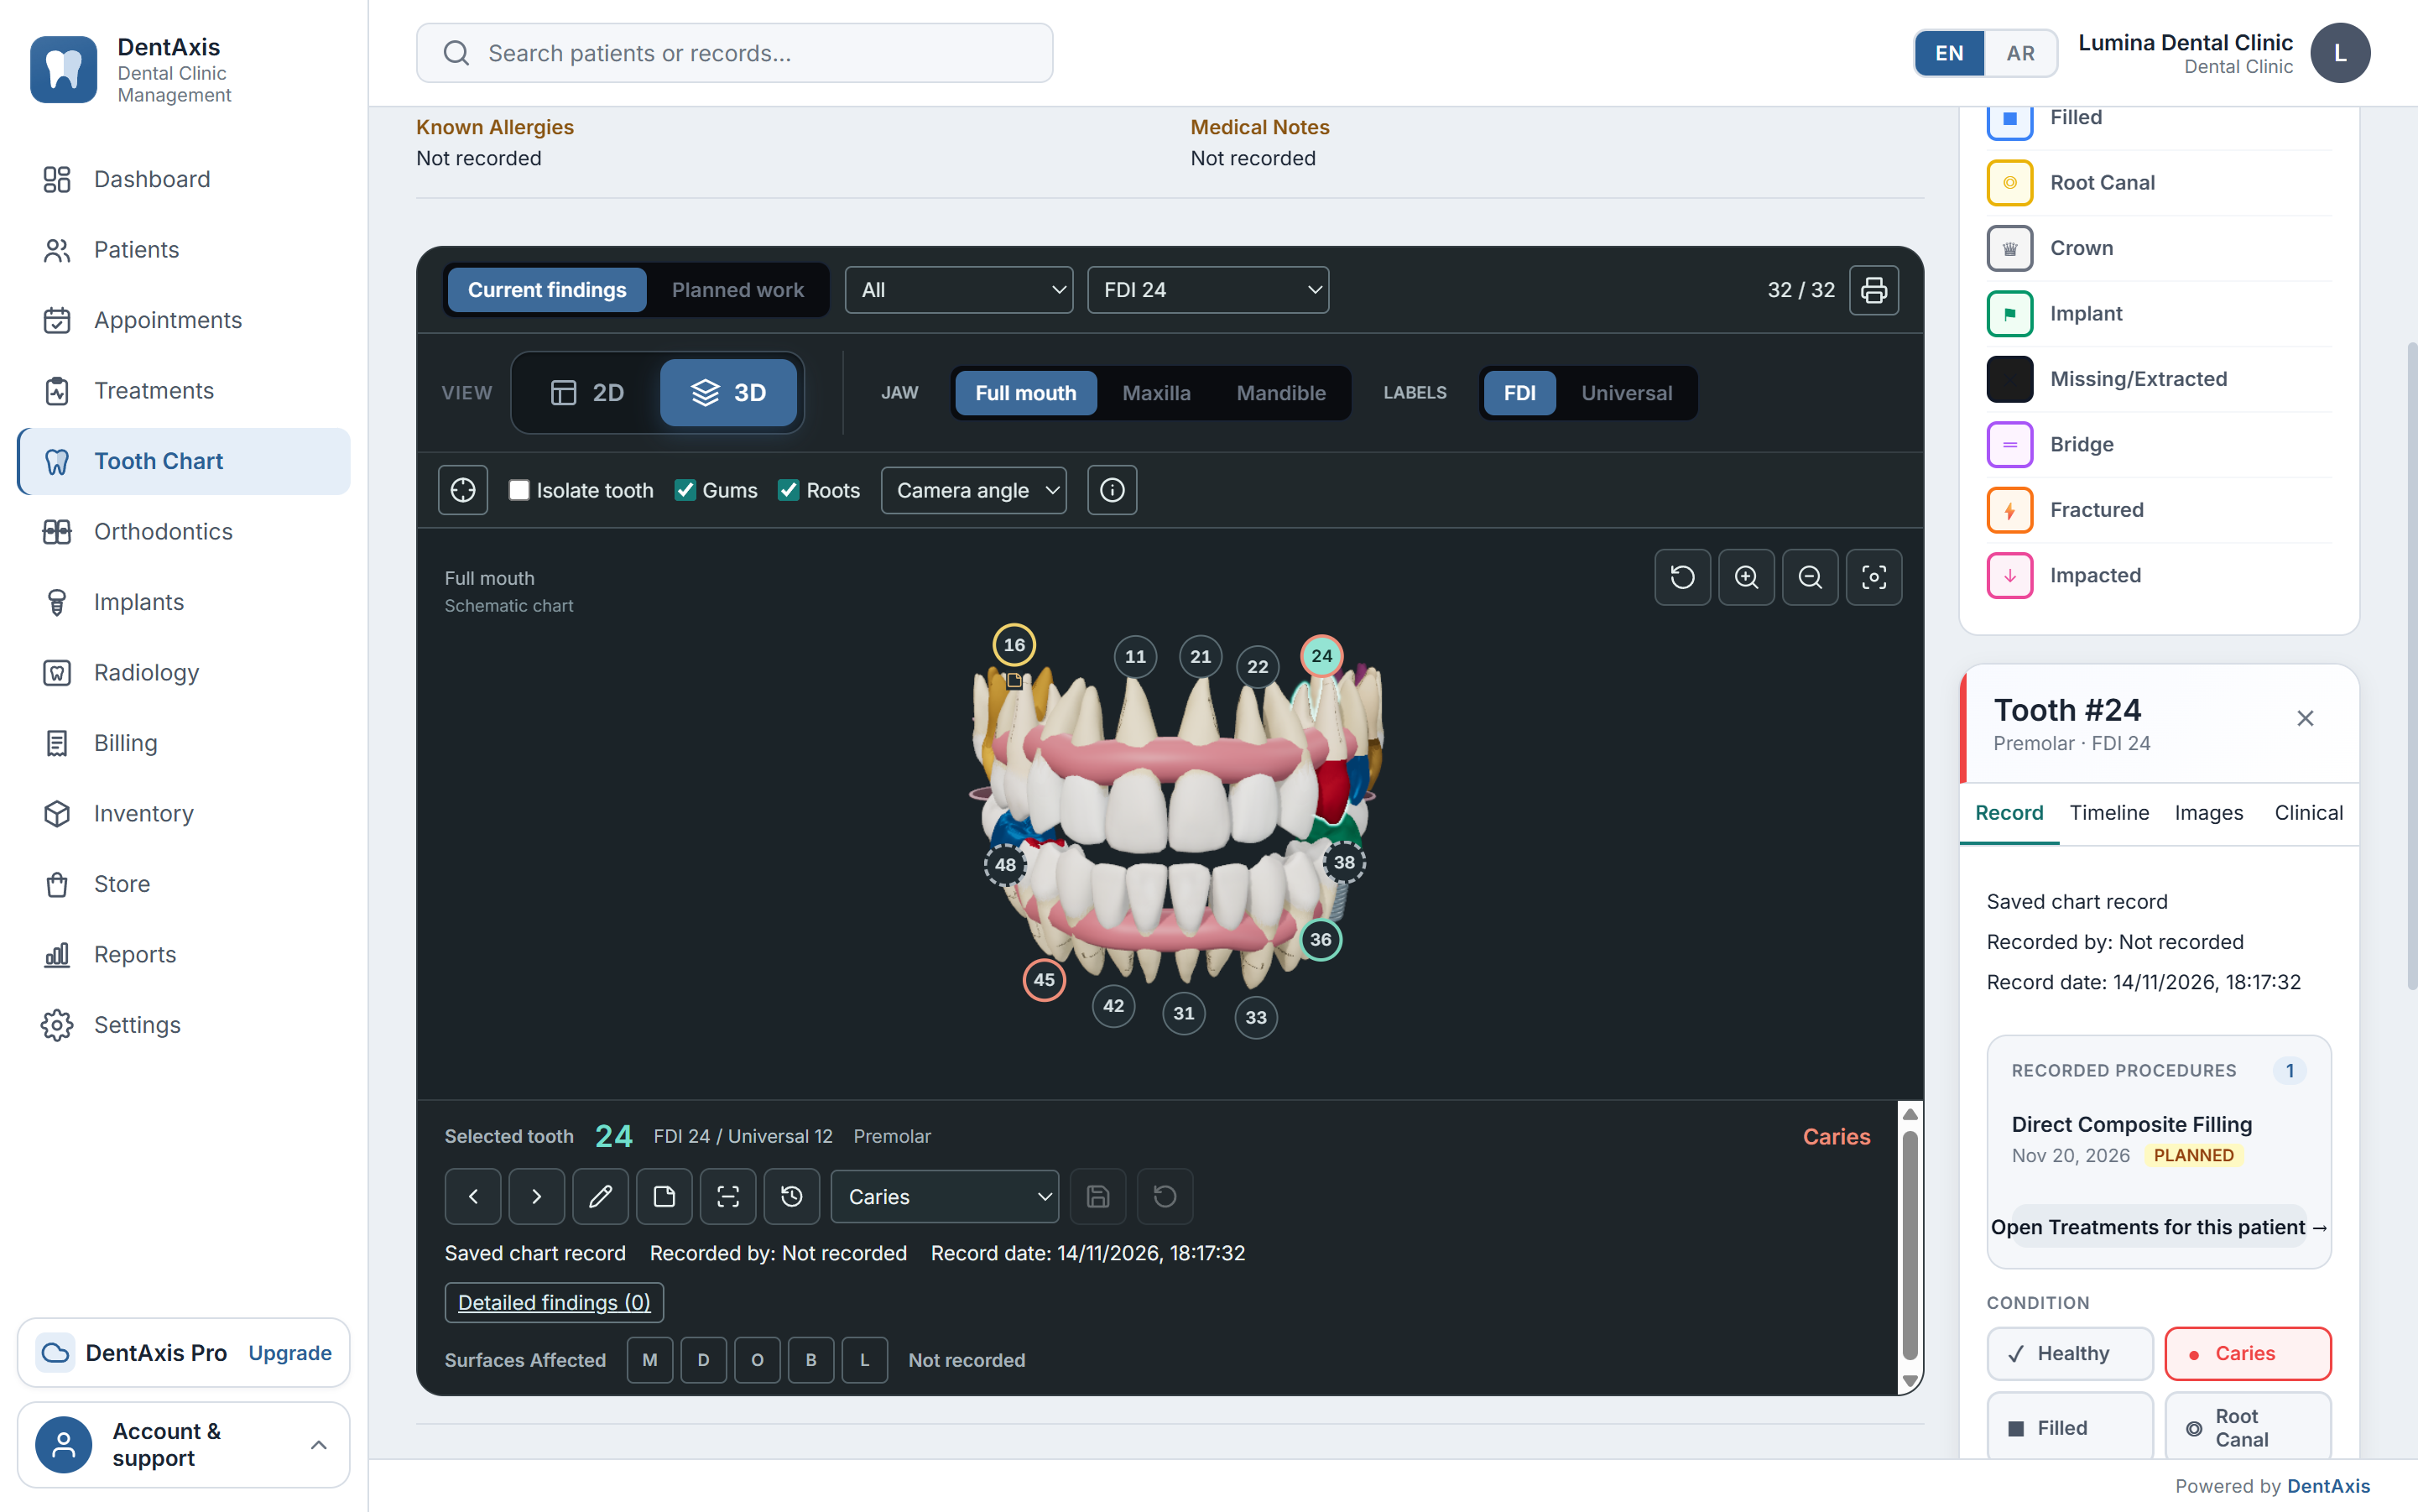 DentAxis
Dental Clinic
Management
Dashboard
Patients
Appointments
Treatments
Tooth Chart
Orthodontics
Implants
Radiology
Billing
Inventory
Store
Reports
Settings
DentAxis Pro Upgrade
Account &
support
Search patients or records...
EN AR
Lumina Dental Clinic
Dental Clinic
L
Known Allergies
Not recorded
Medical Notes
Not recorded
Current findings Planned work All FDI 24 32 / 32
VIEW 2D 3D JAW Full mouth Maxilla Mandible LABELS FDI Universal
Isolate tooth Gums Roots Camera angle
Full mouth
Schematic chart
16 11 21 22 24
48 38
36
45
42 31 33
Selected tooth 24 FDI 24 / Universal 12 Premolar Caries
Caries
Saved chart record Recorded by: Not recorded Record date: 14/11/2026, 18:17:32
Detailed findings (0)
Surfaces Affected M D O B L Not recorded
Filled
Root Canal
Crown
Implant
Missing/Extracted
Bridge
Fractured
Impacted
Tooth #24
Premolar · FDI 24
Record Timeline Images Clinical
Saved chart record
Recorded by: Not recorded
Record date: 14/11/2026, 18:17:32
RECORDED PROCEDURES 1
Direct Composite Filling
Nov 20, 2026 PLANNED
Open Treatments for this patient →
CONDITION
Healthy Caries
Filled Root
Canal
Powered by DentAxis